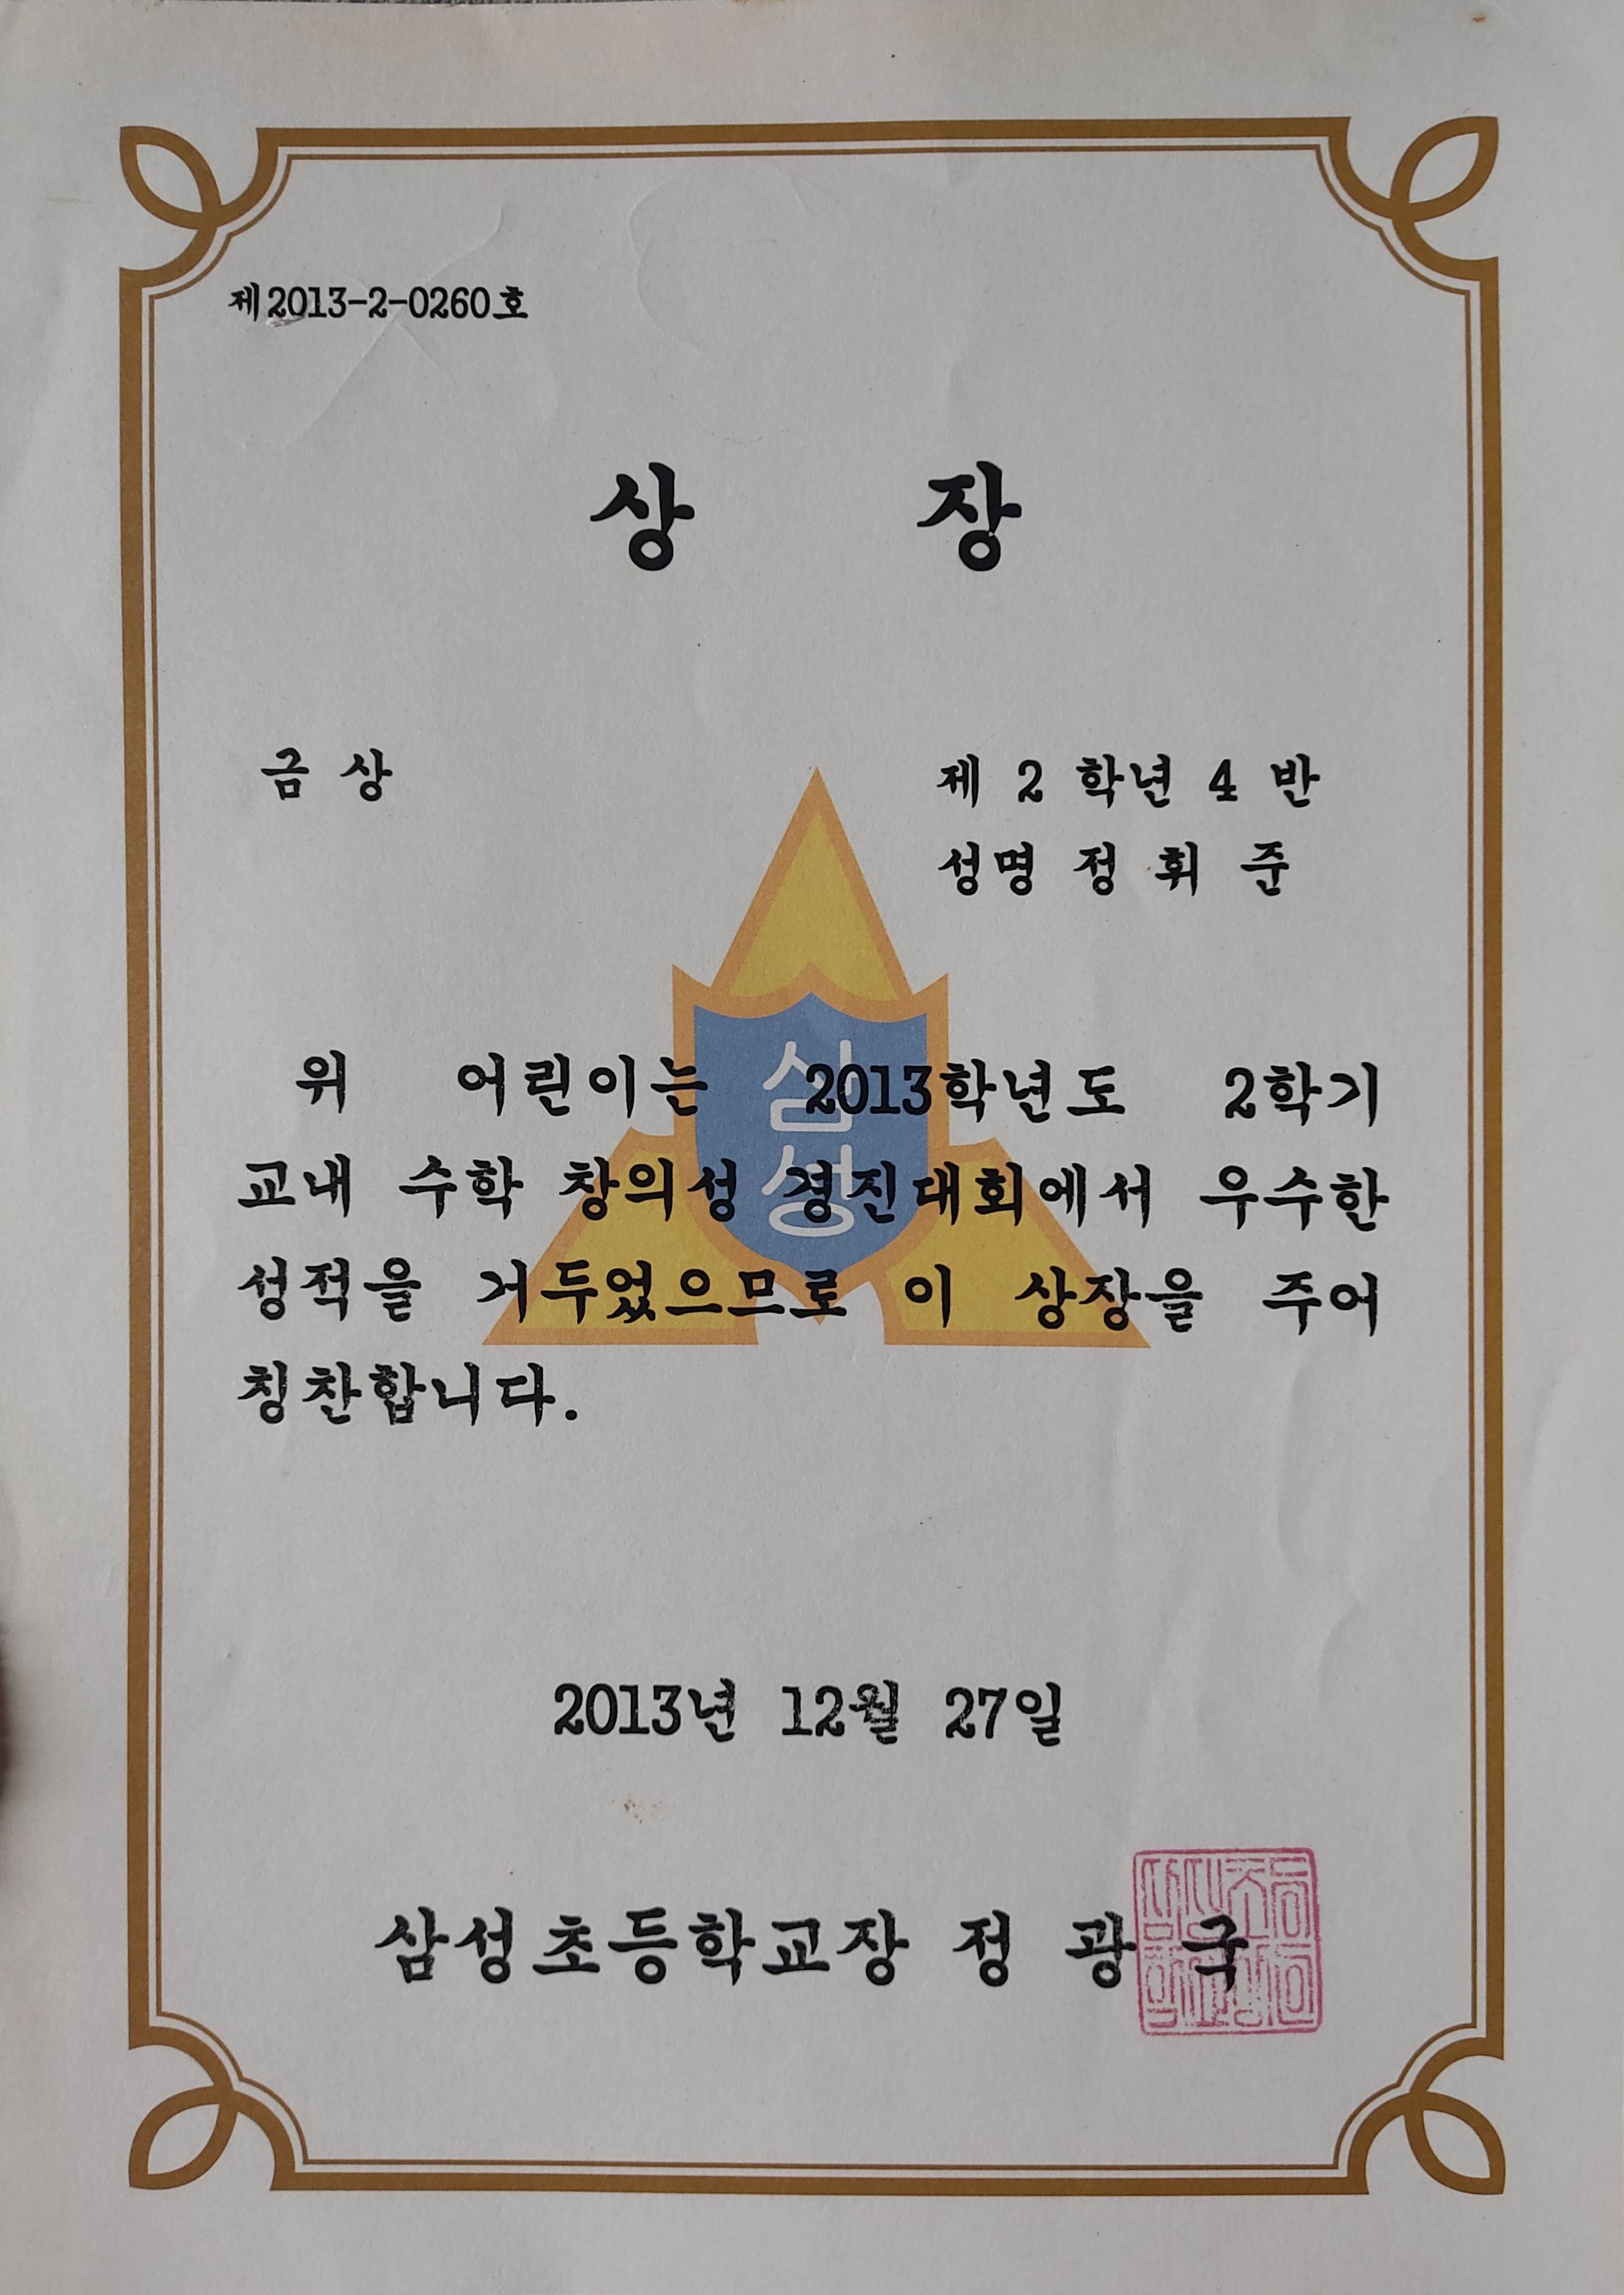 제2013-2-0260호
상 장
금 상
제 2 학년 4 반
성명 정 휘 준
삼성
위 어린이는 2013학년도 2학기
교내 수학 창의성 경진대회에서 우수한
성적을 거두었으므로 이 상장을 주어
칭찬합니다.
2013년 12월 27일
삼성초등학교장 정 광 국